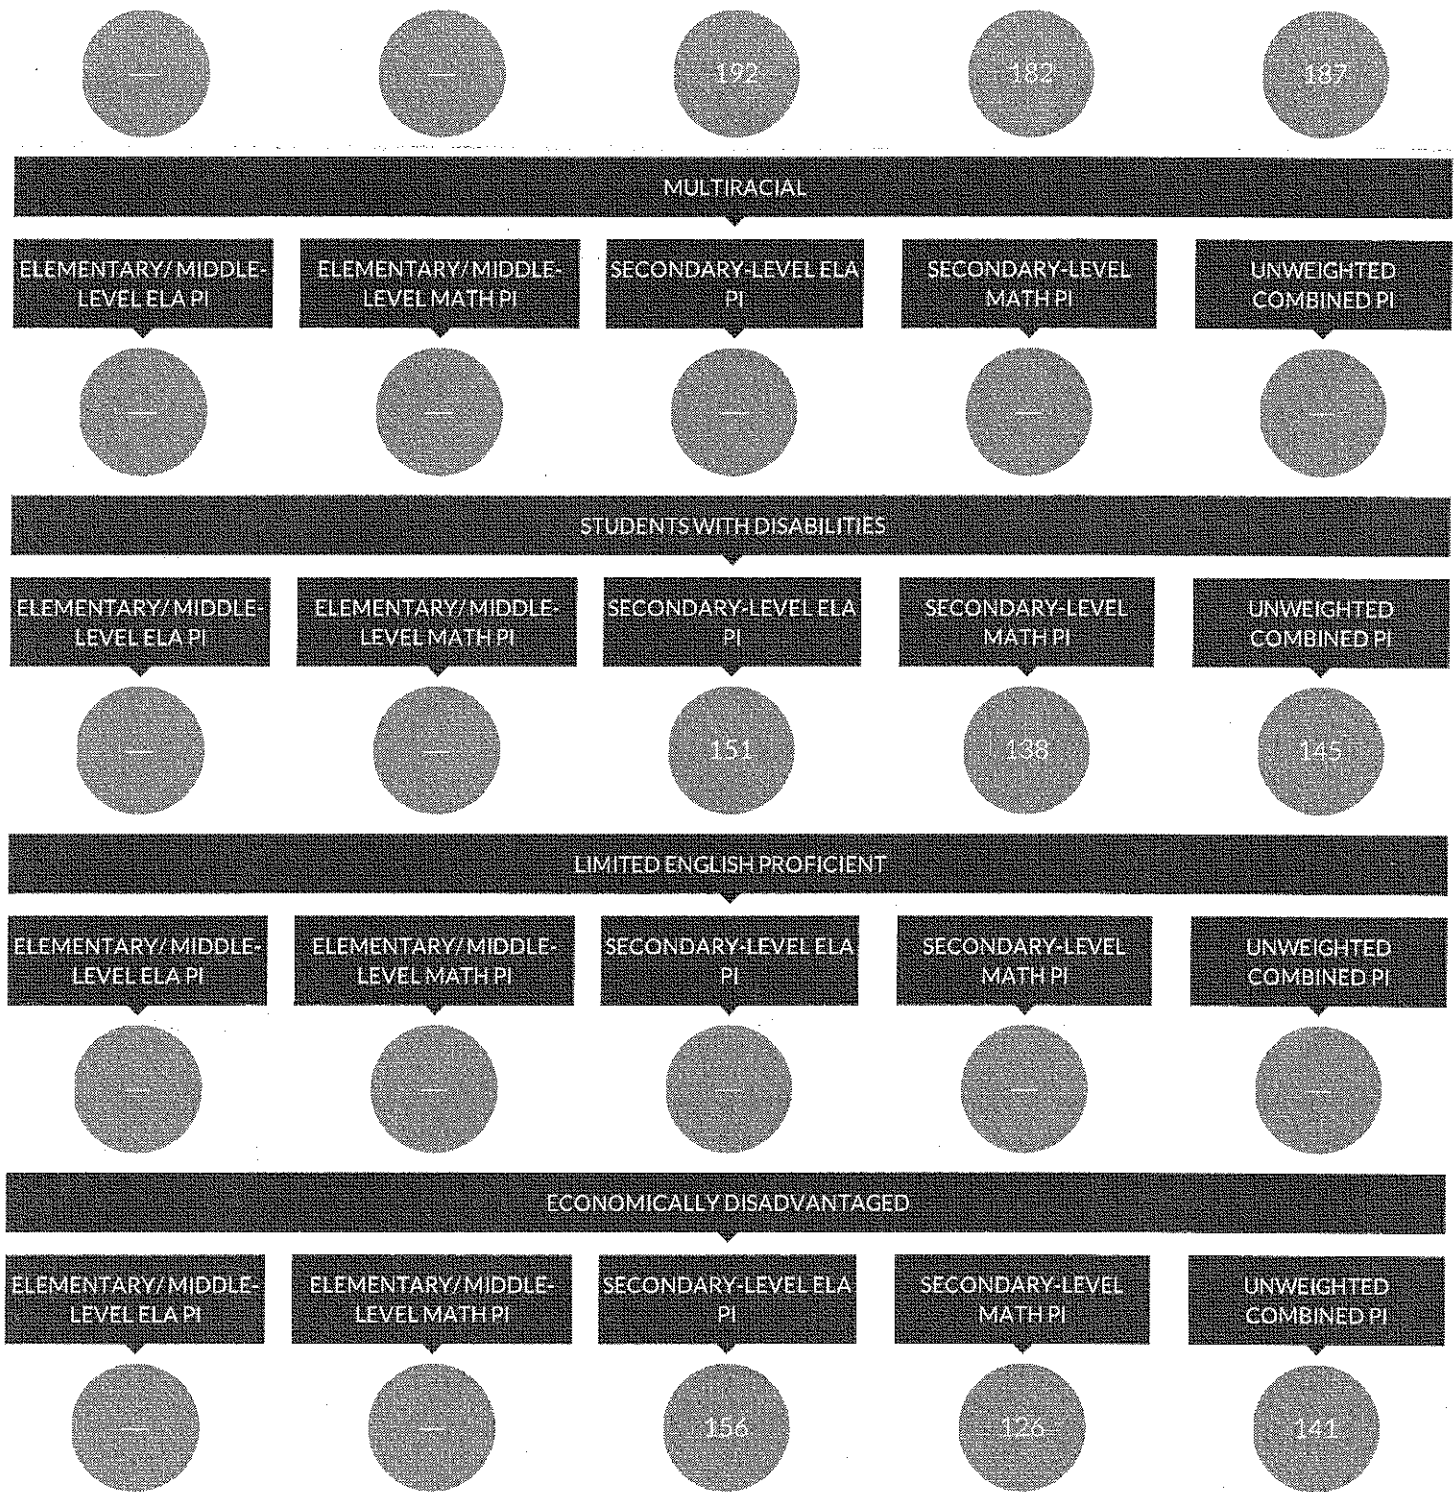 — — 192 182 187
MULTIRACIAL
ELEMENTARY/MIDDLE- ELEMENTARY/MIDDLE- SECONDARY-LEVEL ELA SECONDARY-LEVEL UNWEIGHTED
LEVEL ELA PI LEVEL MATH PI PI MATH PI COMBINED PI
— — — — —
STUDENTS WITH DISABILITIES
ELEMENTARY/MIDDLE- ELEMENTARY/MIDDLE- SECONDARY-LEVEL ELA SECONDARY-LEVEL UNWEIGHTED
LEVEL ELA PI LEVEL MATH PI PI MATH PI COMBINED PI
— — 151 138 145
LIMITED ENGLISH PROFICIENT
ELEMENTARY/MIDDLE- ELEMENTARY/MIDDLE- SECONDARY-LEVEL ELA SECONDARY-LEVEL UNWEIGHTED
LEVEL ELA PI LEVEL MATH PI PI MATH PI COMBINED PI
— — — — —
ECONOMICALLY DISADVANTAGED
ELEMENTARY/MIDDLE- ELEMENTARY/MIDDLE- SECONDARY-LEVEL ELA SECONDARY-LEVEL UNWEIGHTED
LEVEL ELA PI LEVEL MATH PI PI MATH PI COMBINED PI
— — 156 126 141